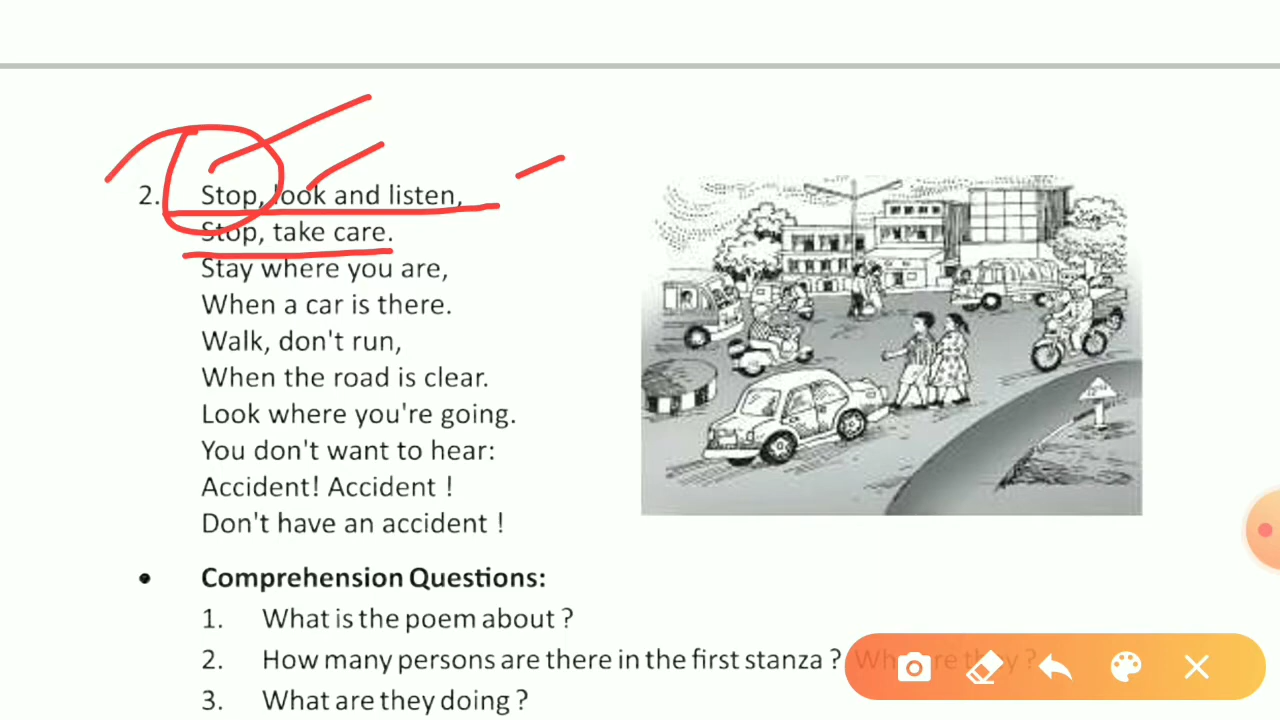 2. Stop, look and listen,
Stop, take care.
Stay where you are,
When a car is there.
Walk, don't run,
When the road is clear.
Look where you're going.
You don't want to hear:
Accident! Accident !
Don't have an accident !
• Comprehension Questions:
1. What is the poem about ?
2. How many persons are there in the first stanza ? Who are they ?
3. What are they doing ?